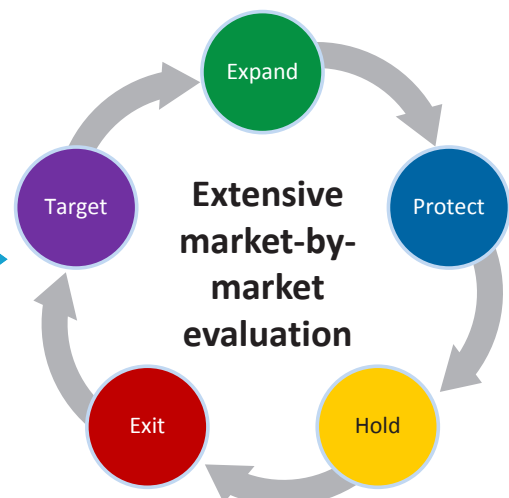 Expand
Target
Protect
Extensive
market-by-
market
evaluation
Exit
Hold